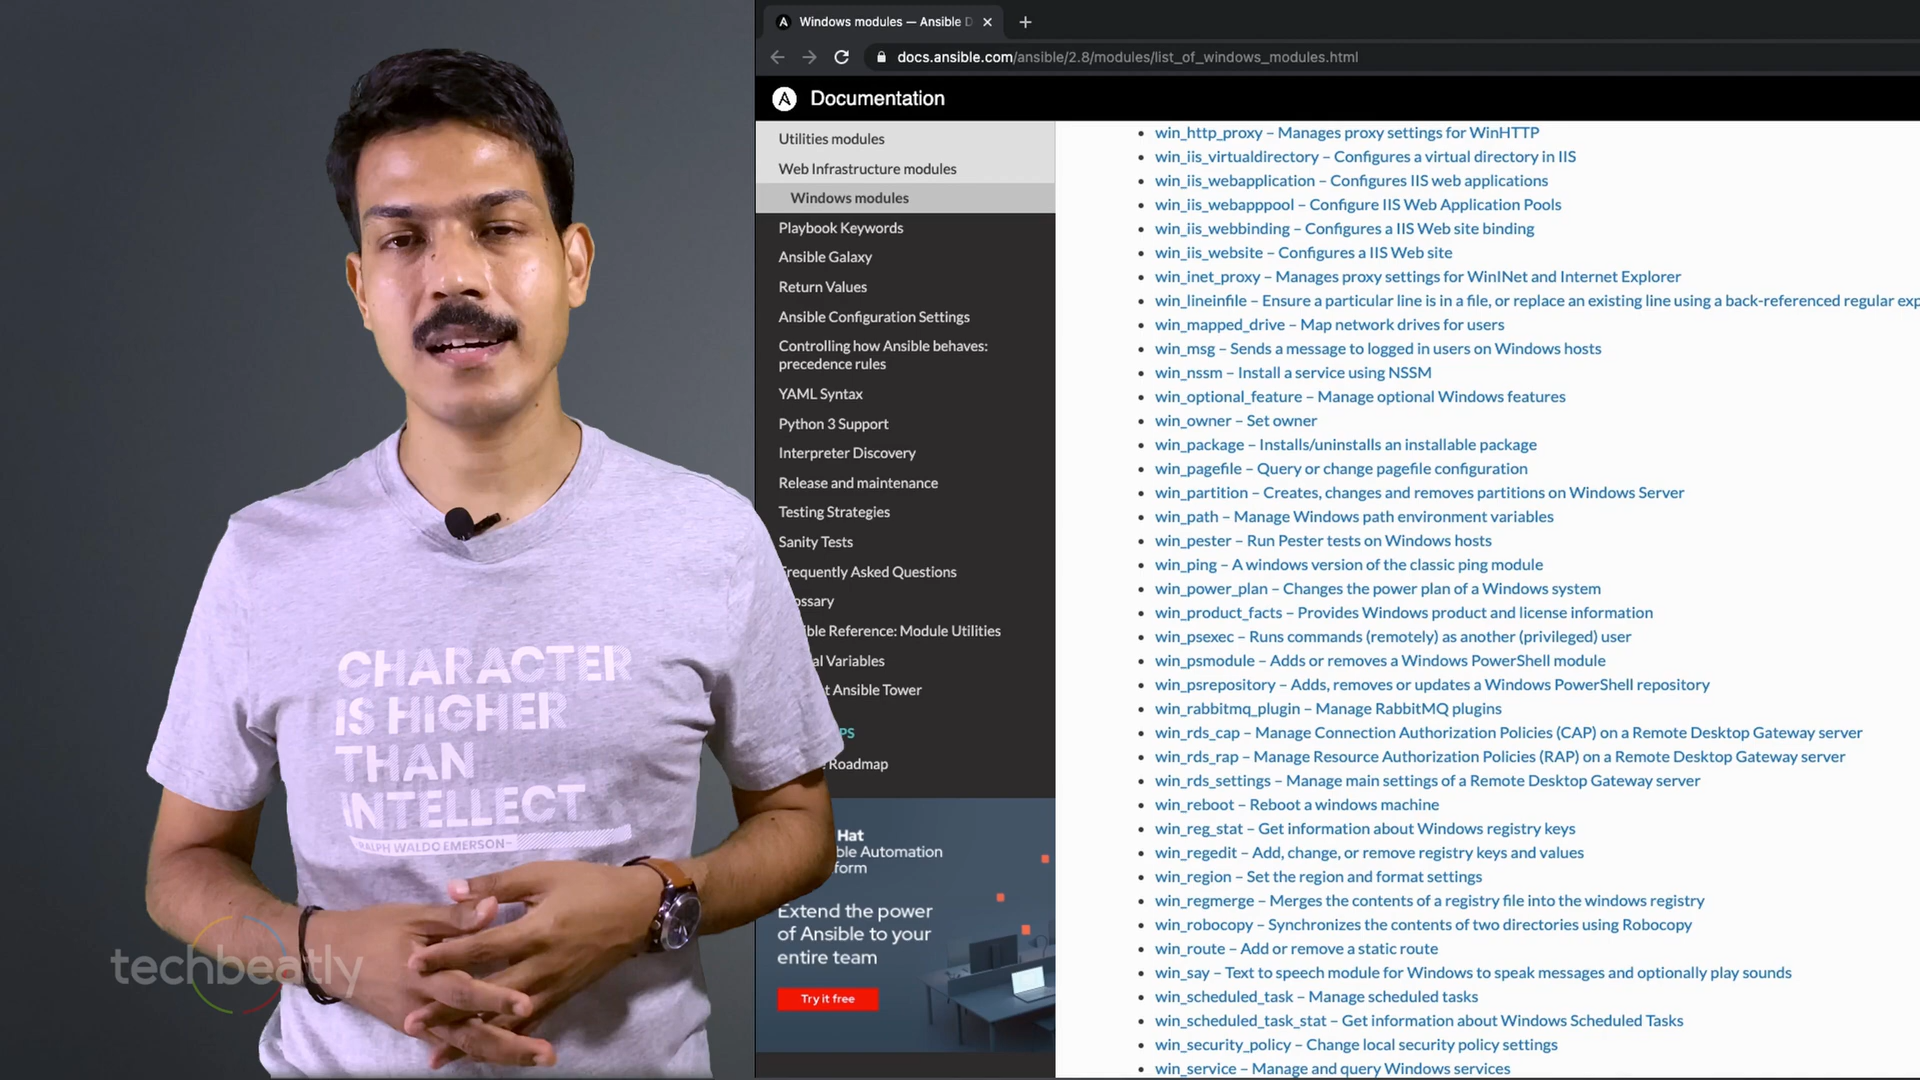 Windows modules — Ansible D
docs.ansible.com/ansible/2.8/modules/list_of_windows_modules.html
Documentation
Utilities modules
Web Infrastructure modules
Windows modules
Playbook Keywords
Ansible Galaxy
Return Values
Ansible Configuration Settings
Controlling how Ansible behaves:
precedence rules
YAML Syntax
Python 3 Support
Interpreter Discovery
Release and maintenance
Testing Strategies
Sanity Tests
requently Asked Questions
ossary
ble Reference: Module Utilities
al Variables
t Ansible Tower
PS
Roadmap
Hat
ble Automation
form
Extend the power
of Ansible to your
entire team
Try it free
win_http_proxy – Manages proxy settings for WinHTTP
win_iis_virtualdirectory – Configures a virtual directory in IIS
win_iis_webapplication – Configures IIS web applications
win_iis_webapppool – Configure IIS Web Application Pools
win_iis_webbinding – Configures a IIS Web site binding
win_iis_website – Configures a IIS Web site
win_inet_proxy – Manages proxy settings for WinINet and Internet Explorer
win_lineinfile – Ensure a particular line is in a file, or replace an existing line using a back-referenced regular exp
win_mapped_drive – Map network drives for users
win_msg – Sends a message to logged in users on Windows hosts
win_nssm – Install a service using NSSM
win_optional_feature – Manage optional Windows features
win_owner – Set owner
win_package – Installs/uninstalls an installable package
win_pagefile – Query or change pagefile configuration
win_partition – Creates, changes and removes partitions on Windows Server
win_path – Manage Windows path environment variables
win_pester – Run Pester tests on Windows hosts
win_ping – A windows version of the classic ping module
win_power_plan – Changes the power plan of a Windows system
win_product_facts – Provides Windows product and license information
win_psexec – Runs commands (remotely) as another (privileged) user
win_psmodule – Adds or removes a Windows PowerShell module
win_psrepository – Adds, removes or updates a Windows PowerShell repository
win_rabbitmq_plugin – Manage RabbitMQ plugins
win_rds_cap – Manage Connection Authorization Policies (CAP) on a Remote Desktop Gateway server
win_rds_rap – Manage Resource Authorization Policies (RAP) on a Remote Desktop Gateway server
win_rds_settings – Manage main settings of a Remote Desktop Gateway server
win_reboot – Reboot a windows machine
win_reg_stat – Get information about Windows registry keys
win_regedit – Add, change, or remove registry keys and values
win_region – Set the region and format settings
win_regmerge – Merges the contents of a registry file into the windows registry
win_robocopy – Synchronizes the contents of two directories using Robocopy
win_route – Add or remove a static route
win_say – Text to speech module for Windows to speak messages and optionally play sounds
win_scheduled_task – Manage scheduled tasks
win_scheduled_task_stat – Get information about Windows Scheduled Tasks
win_security_policy – Change local security policy settings
win_service – Manage and query Windows services
CHARACTER
IS HIGHER
THAN
INTELLECT
RALPH WALDO EMERSON-
techbeatly